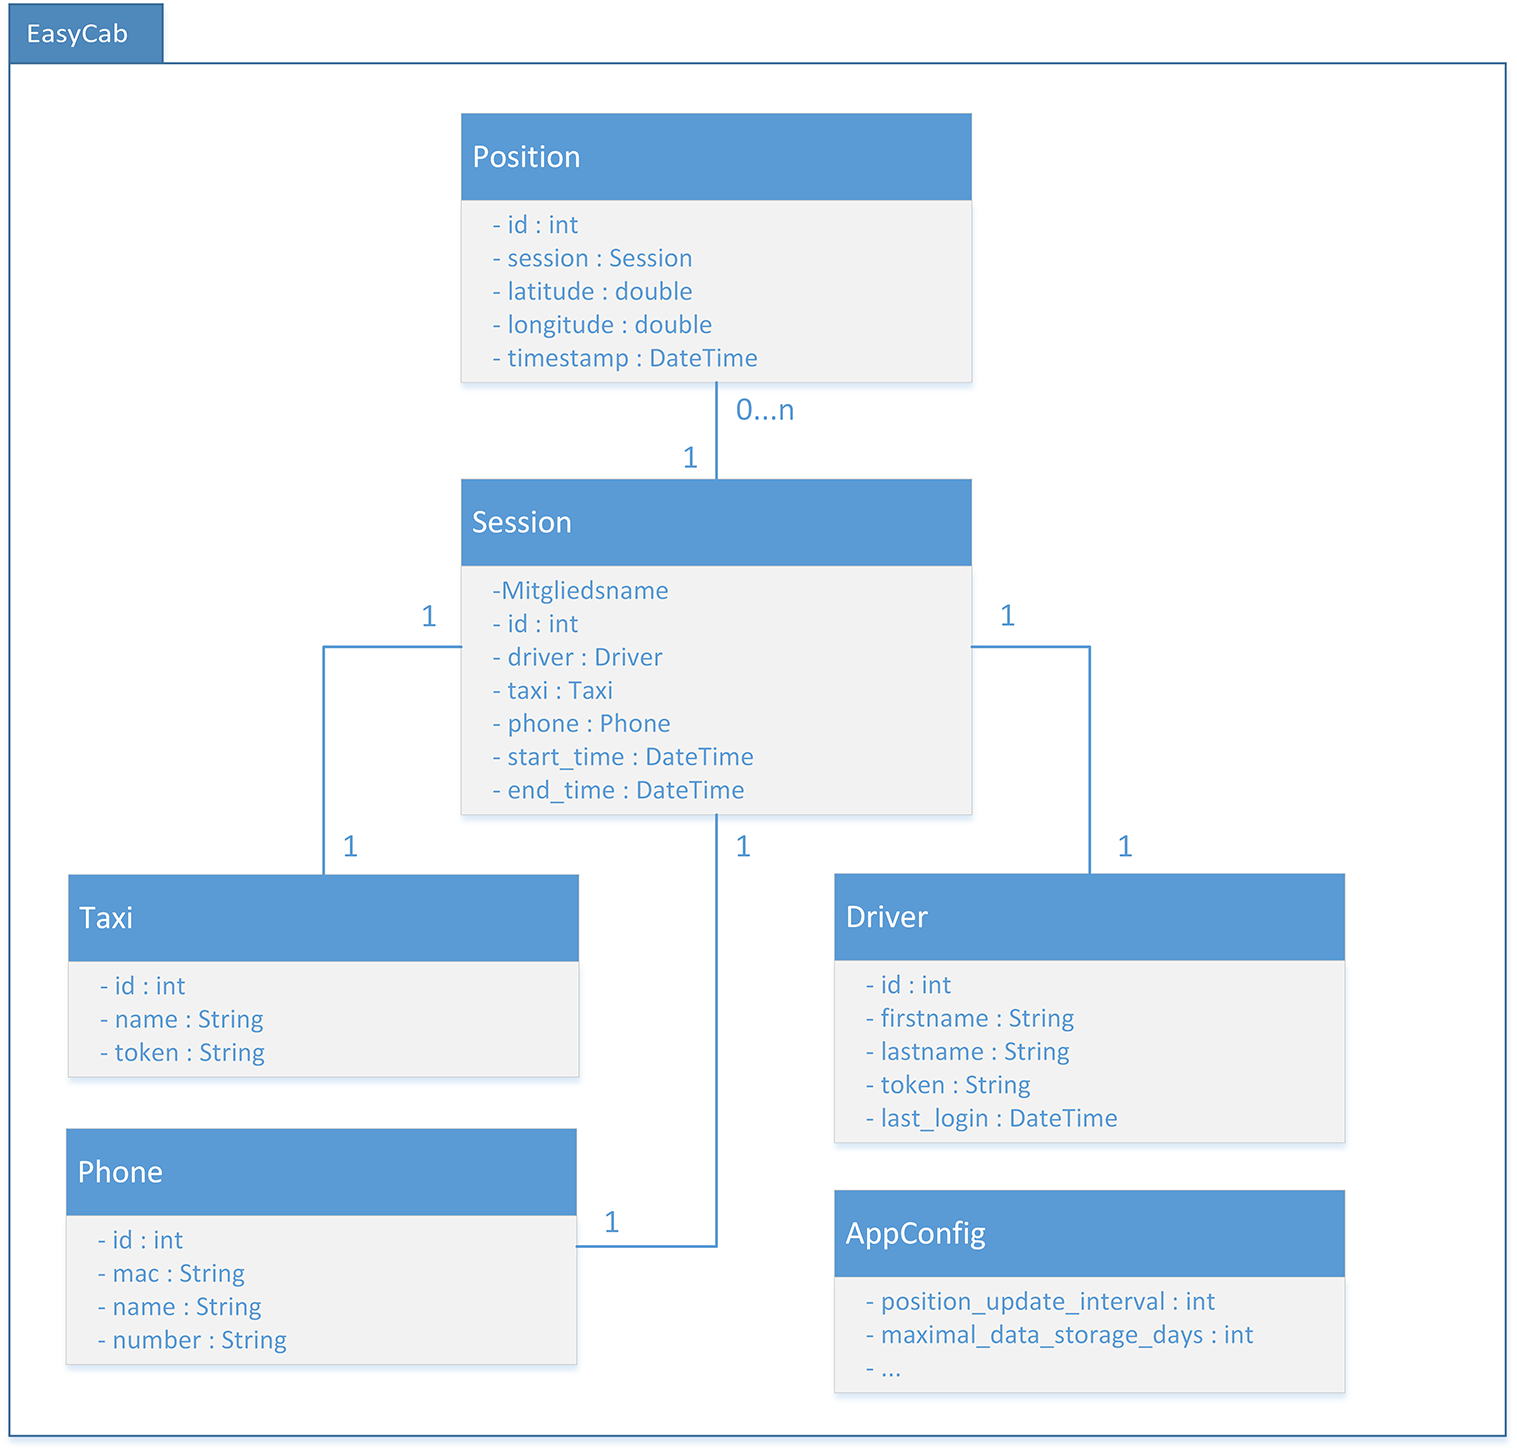 EasyCab
Position
- id : int
- session : Session
- latitude : double
- longitude : double
- timestamp : DateTime
0...n
1
Session
-Mitgliedsname
- id : int
- driver : Driver
- taxi : Taxi
- phone : Phone
- start_time : DateTime
- end_time : DateTime
1
1
1
1
1
Taxi
- id : int
- name : String
- token : String
Driver
- id : int
- firstname : String
- lastname : String
- token : String
- last_login : DateTime
Phone
- id : int
- mac : String
- name : String
- number : String
1
AppConfig
- position_update_interval : int
- maximal_data_storage_days : int
- ...